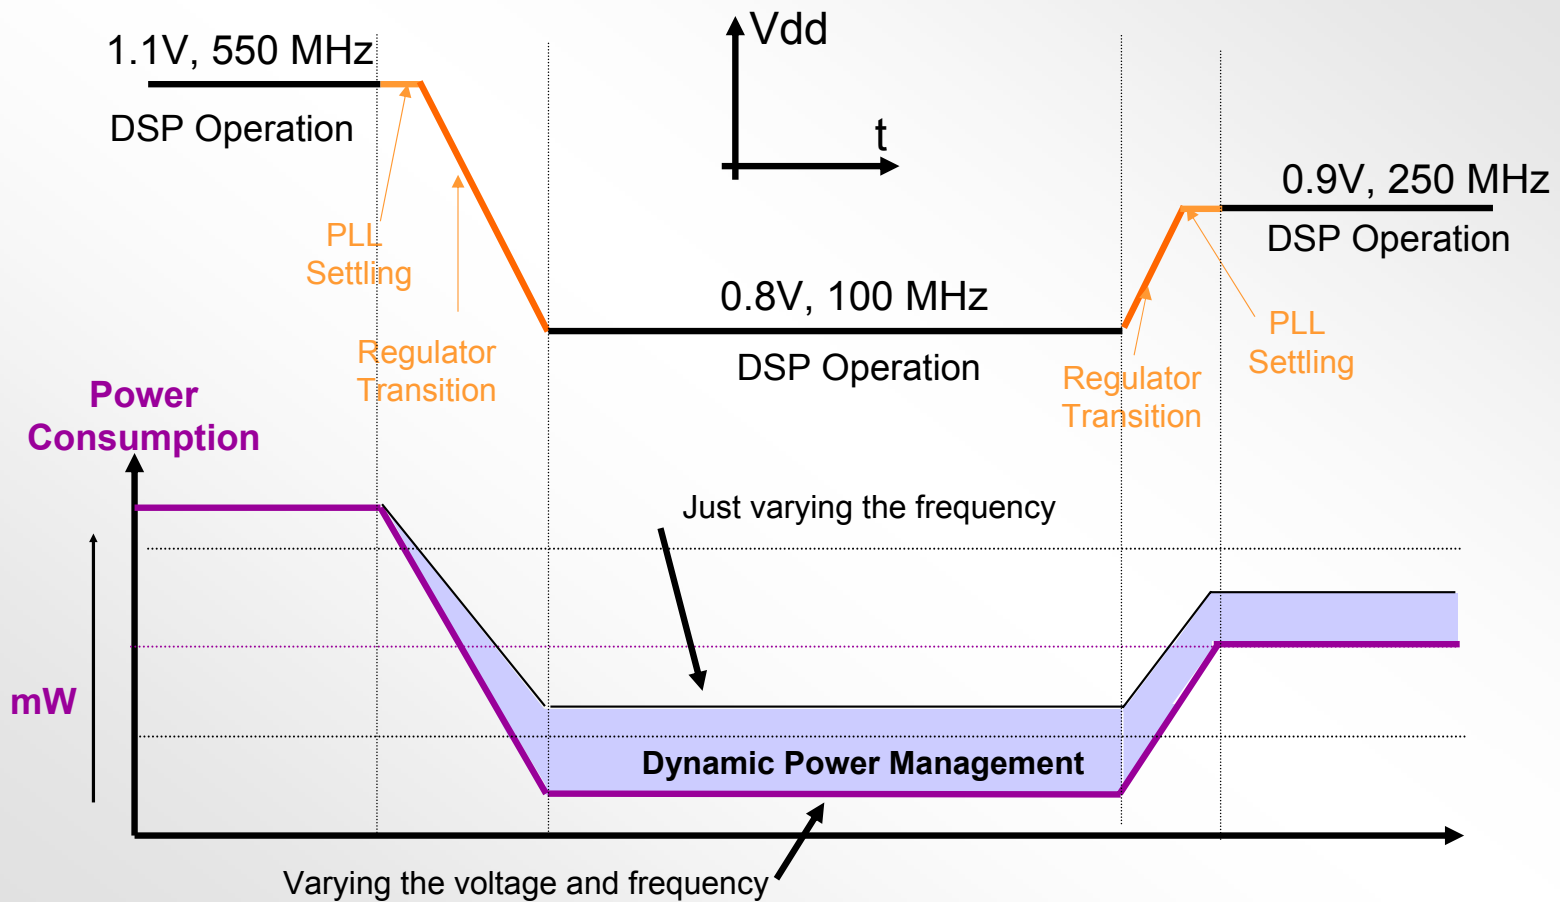 1.1V, 550 MHz
DSP Operation
Vdd
t
0.9V, 250 MHz
DSP Operation
PLL
Settling
0.8V, 100 MHz
DSP Operation
Regulator
Transition
PLL
Settling
Regulator
Transition
Power
Consumption
Just varying the frequency
mW
Dynamic Power Management
Varying the voltage and frequency